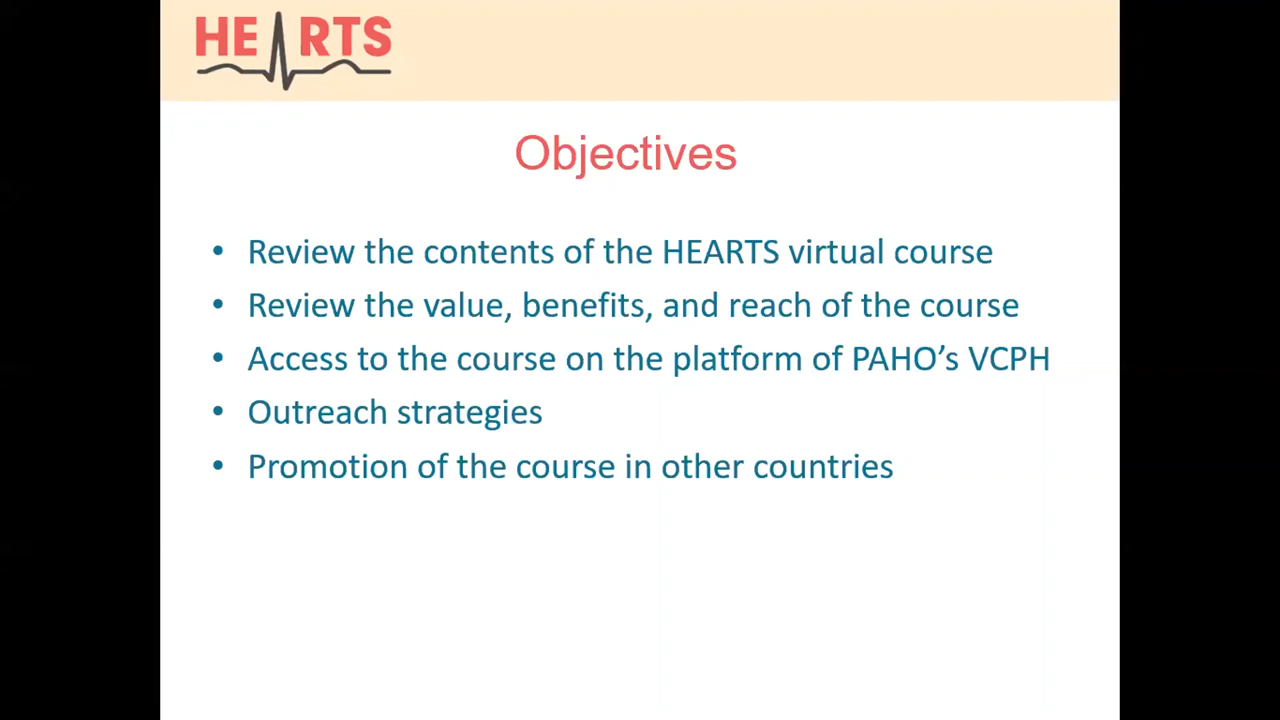 HEARTS
Objectives
• Review the contents of the HEARTS virtual course
• Review the value, benefits, and reach of the course
• Access to the course on the platform of PAHO’s VCPH
• Outreach strategies
• Promotion of the course in other countries